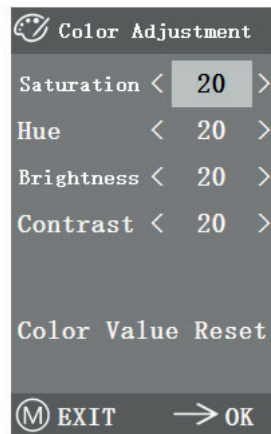 Color Adjustment
Saturation < 20 >
Hue < 20 >
Brightness < 20 >
Contrast < 20 >
Color Value Reset
M EXIT → OK